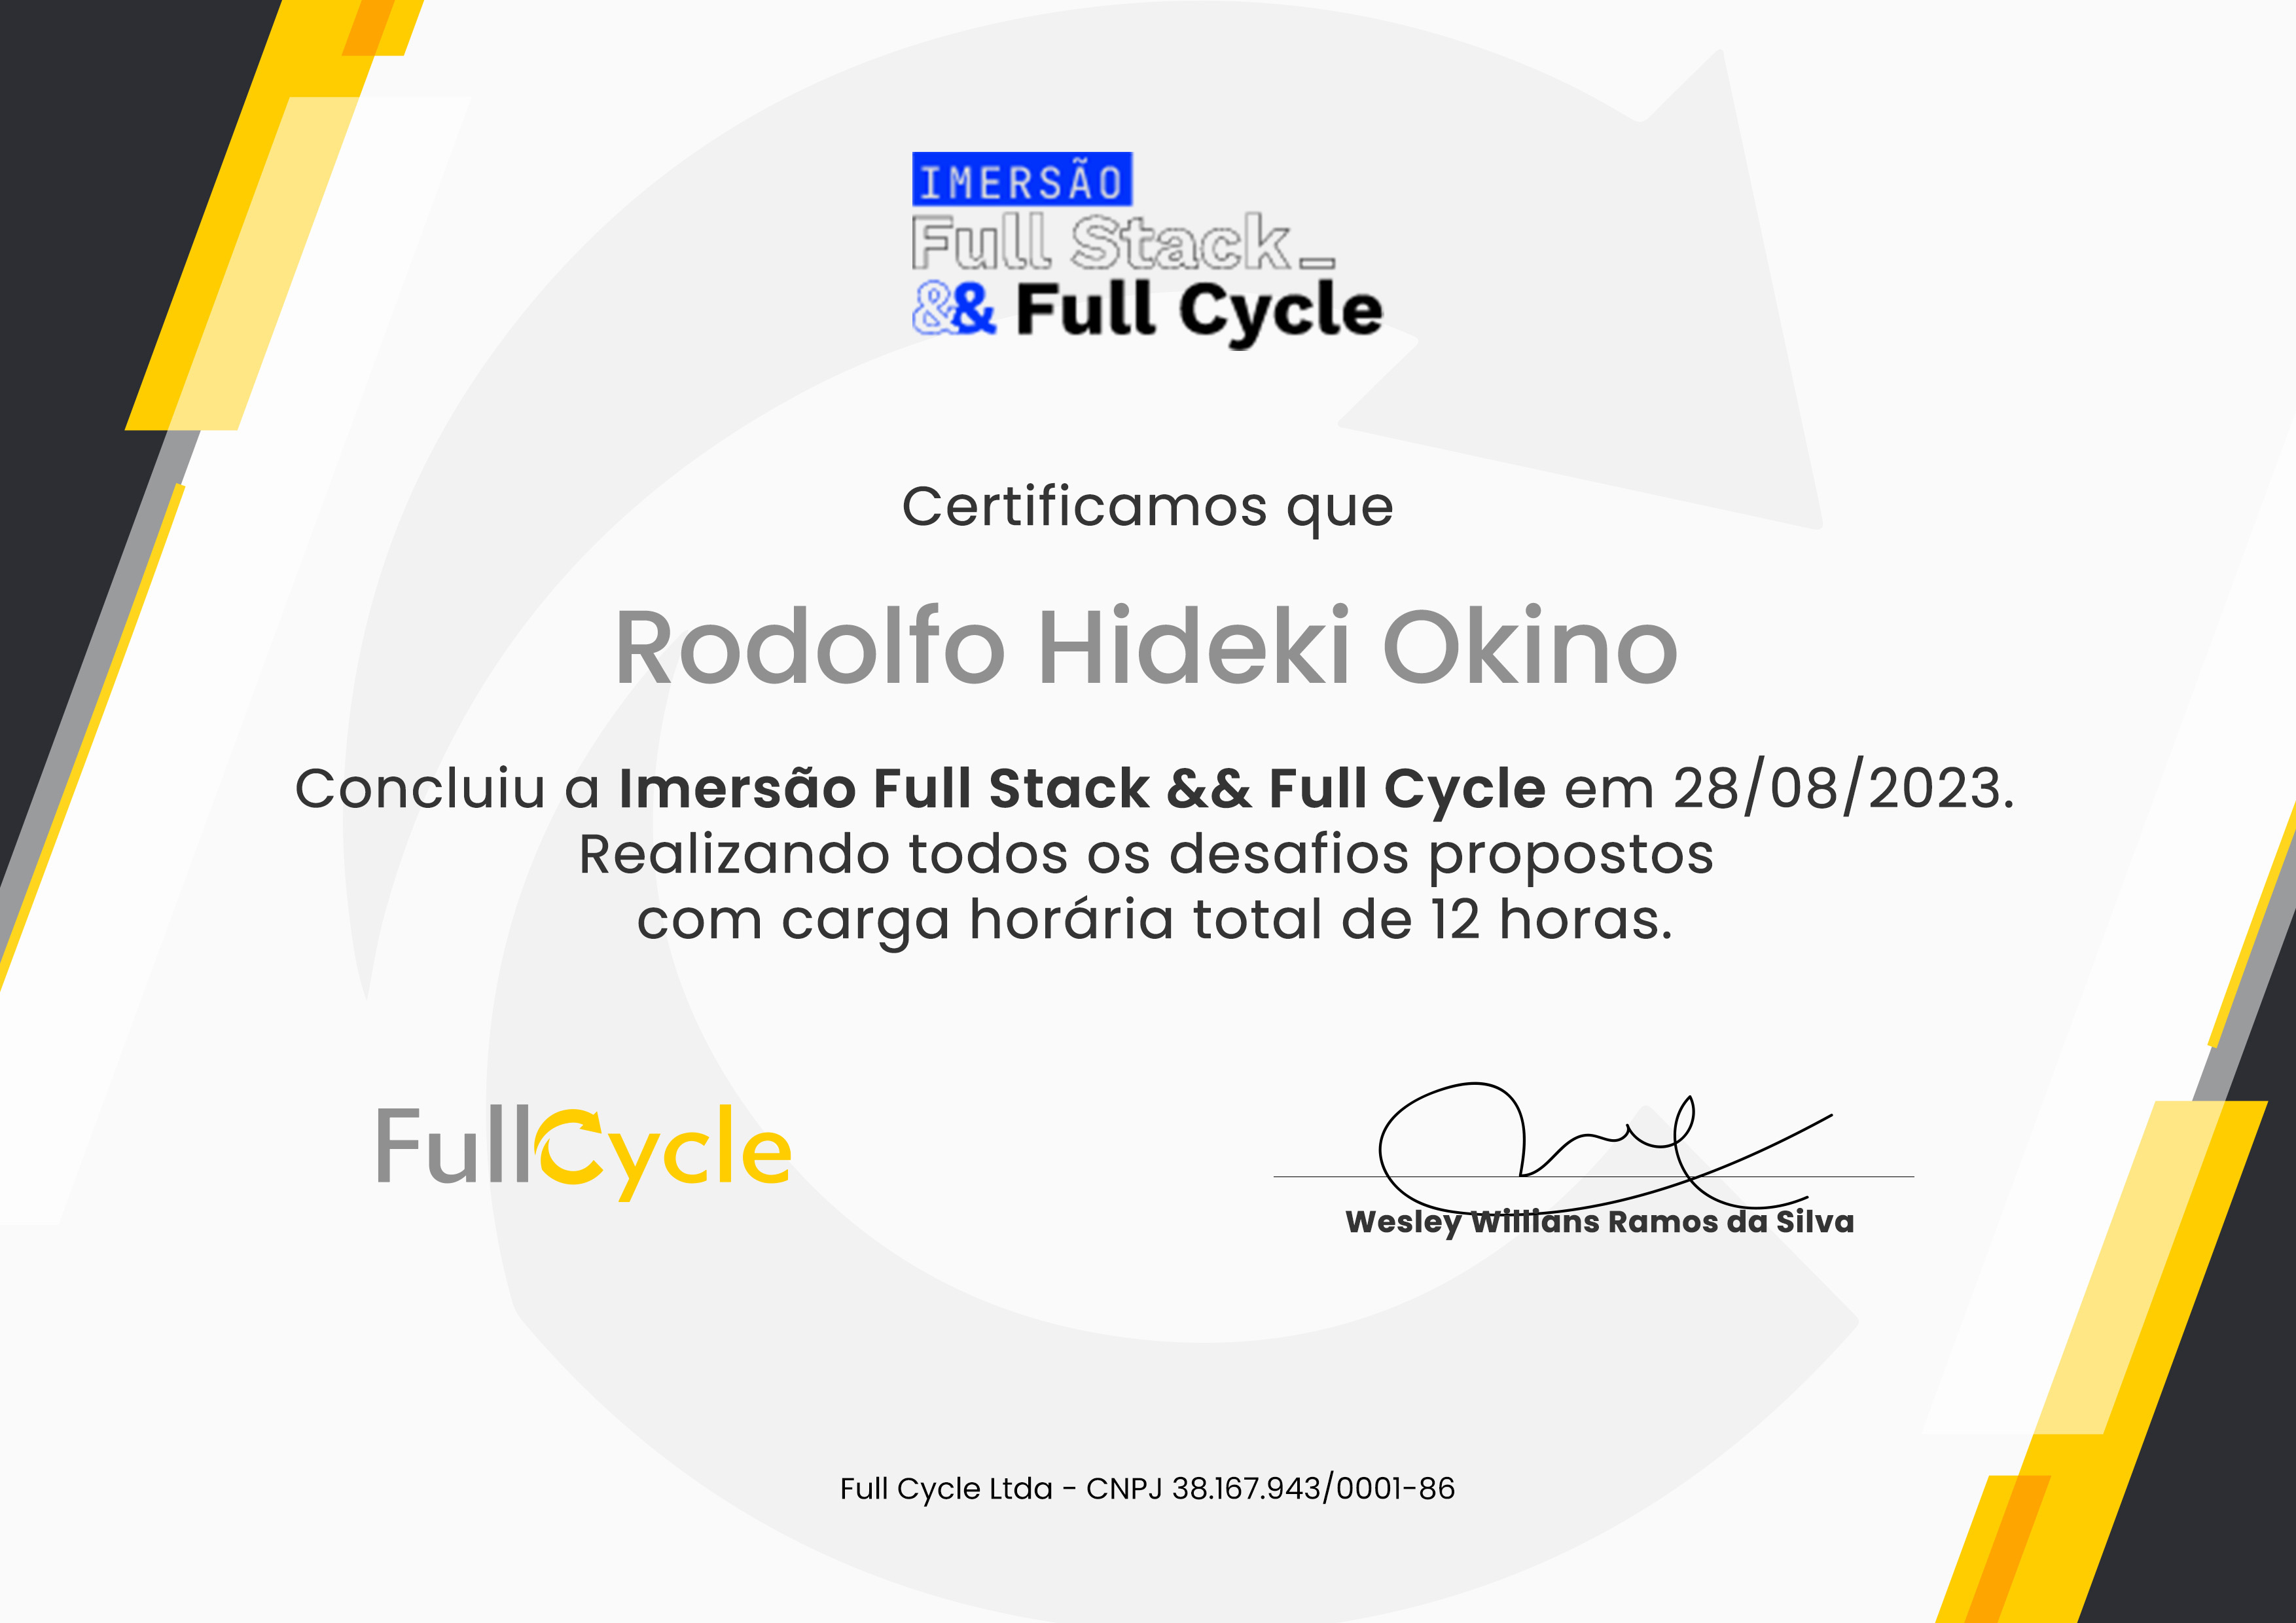 IMERSÃO
Full Stack_
&& Full Cycle
Certificamos que
Rodolfo Hideki Okino
Concluiu a Imersão Full Stack && Full Cycle em 28/08/2023.
Realizando todos os desafios propostos
com carga horária total de 12 horas.
FullCycle
Wesley Willians Ramos da Silva
Full Cycle Ltda - CNPJ 38.167.943/0001-86